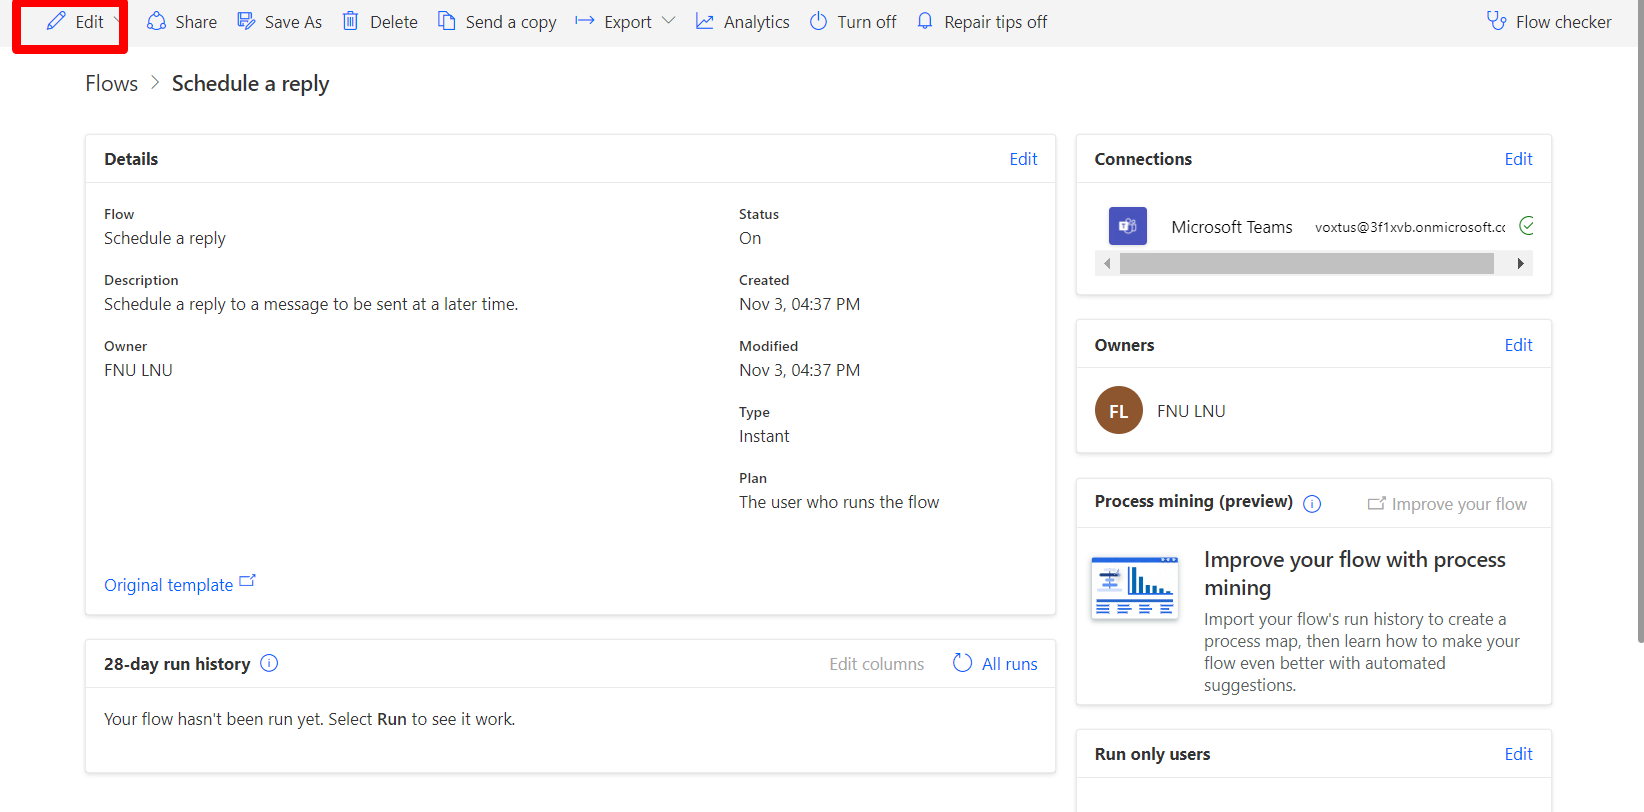 Edit
Share
Save As
Delete
Send a copy
Export
Analytics
Turn off
Repair tips off
Flow checker
Flows > Schedule a reply
Details
Edit
Flow
Schedule a reply
Description
Schedule a reply to a message to be sent at a later time.
Owner
FNU LNU
Status
On
Created
Nov 3, 04:37 PM
Modified
Nov 3, 04:37 PM
Type
Instant
Plan
The user who runs the flow
Original template
28-day run history
Edit columns
All runs
Your flow hasn't been run yet. Select Run to see it work.
Connections
Edit
Microsoft Teams
voxtus@3f1xvb.onmicrosoft.cc
Owners
Edit
FL
FNU LNU
Process mining (preview)
Improve your flow
Improve your flow with process
mining
Import your flow's run history to create a
process map, then learn how to make your
flow even better with automated
suggestions.
Run only users
Edit